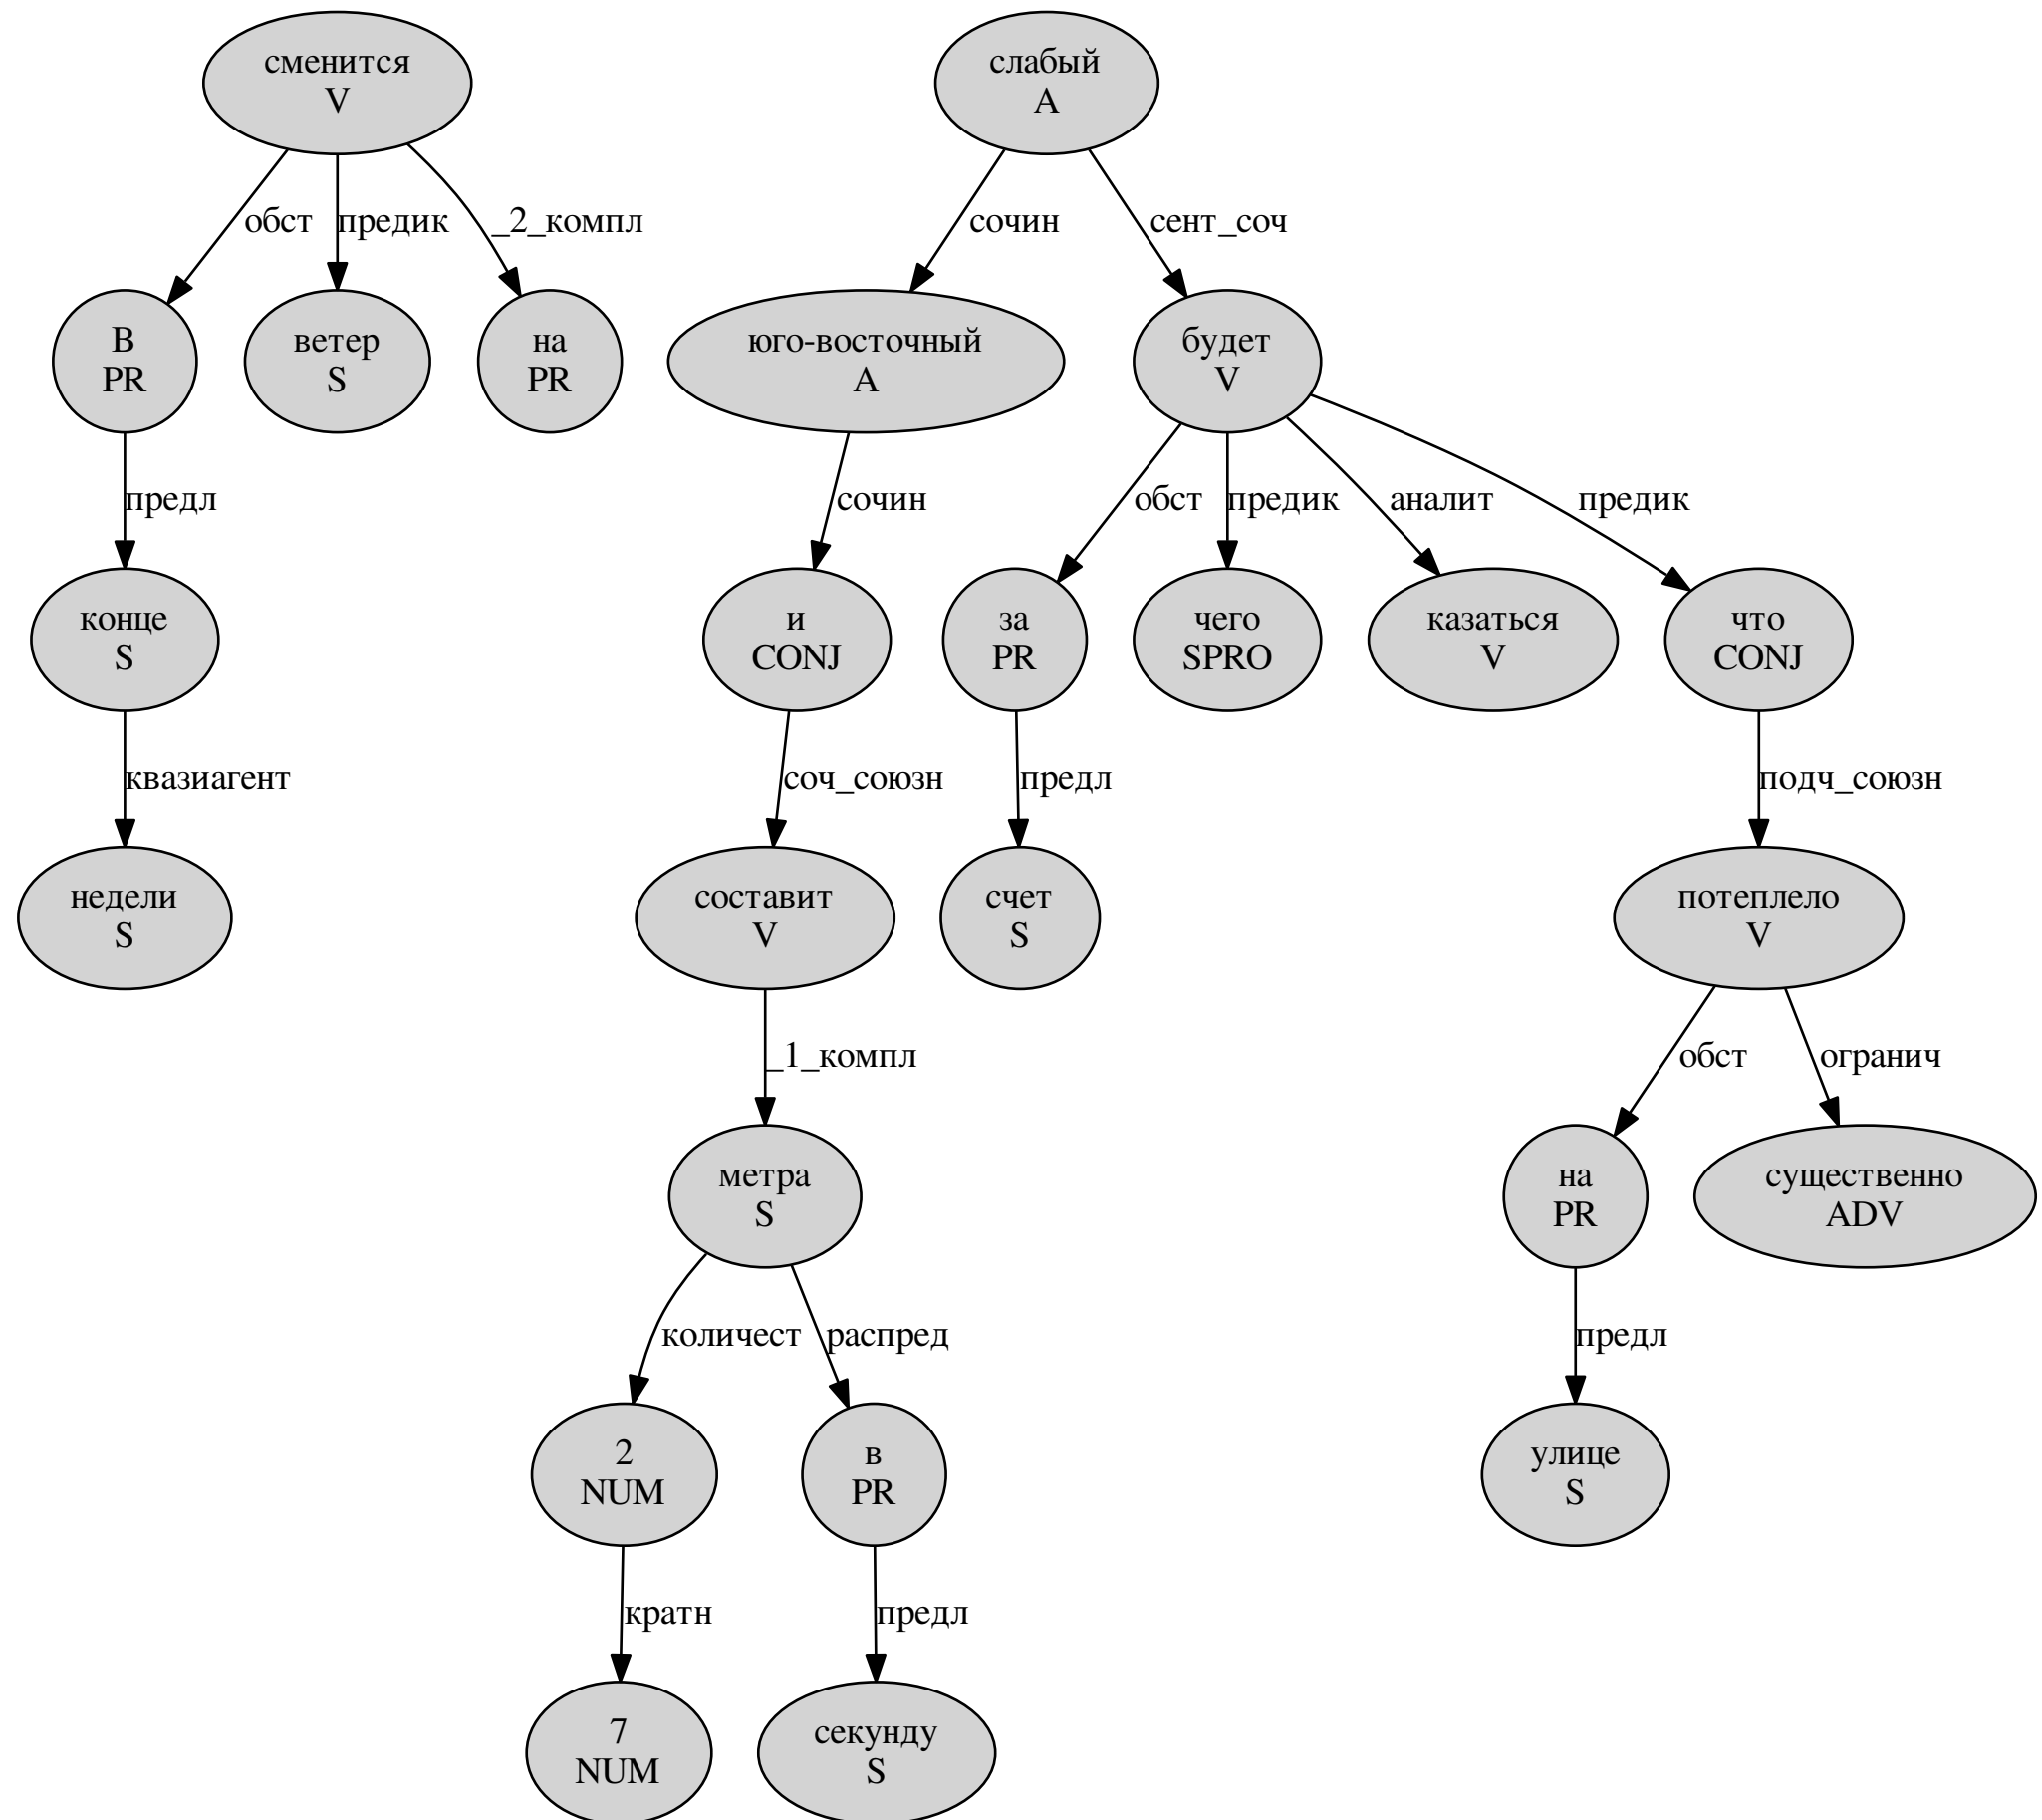 сменится
V
слабый
A
обст
предик
_2_компл
сочин
сент_соч
В
PR
ветер
S
на
PR
юго-восточный
A
будет
V
предл
сочин
обст
предик
аналит
предик
конце
S
и
CONJ
за
PR
чего
SPRO
казаться
V
что
CONJ
квазиагент
соч_союзн
предл
подч_союзн
недели
S
составит
V
счет
S
потеплело
V
_1_компл
обст
огранич
метра
S
на
PR
существенно
ADV
количест
распред
предл
2
NUM
в
PR
улице
S
кратн
предл
7
NUM
секунду
S